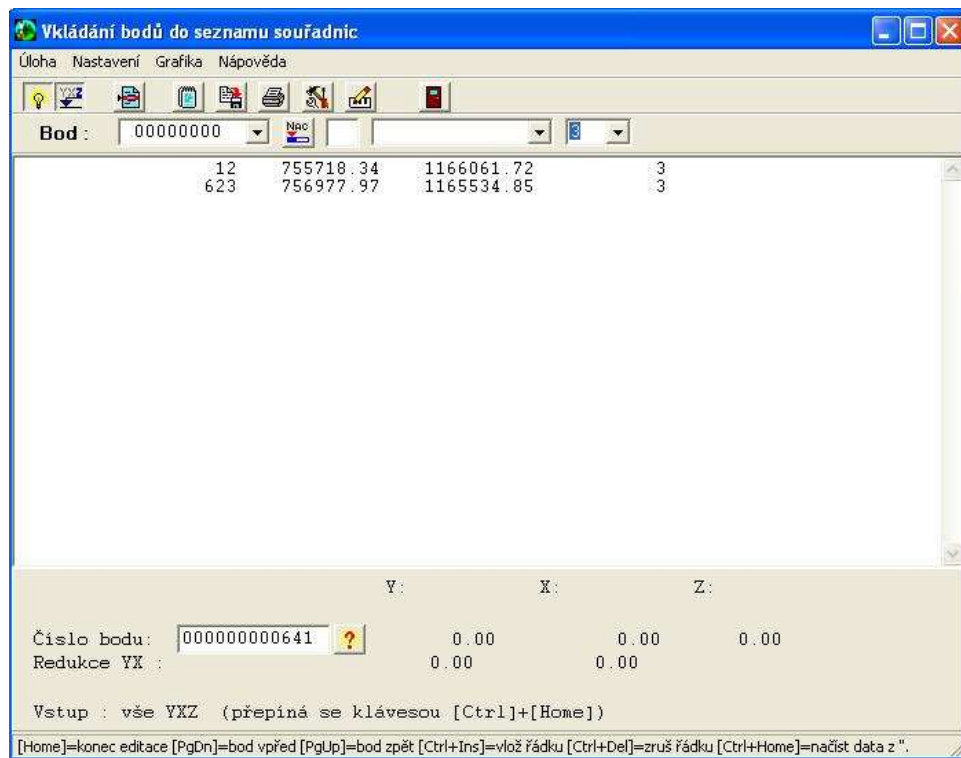 Vkládání bodů do seznamu souřadnic
Úloha Nastavení Grafika Nápověda
YXZ
Bod : 00000000 Nac 3
12 755718.34 1166061.72 3
623 756977.97 1165534.85 3
Y: X: Z:
Číslo bodu: 000000000641 ? 0.00 0.00 0.00
Redukce YX : 0.00 0.00
Vstup : vše YXZ (přepíná se klávesou [Ctrl]+[Home])
[Home]=konec editace [PgDn]=bod vpřed [PgUp]=bod zpět [Ctrl+Ins]=vlož řádku [Ctrl+Del]=zruš řádku [Ctrl+Home]=načíst data z ".